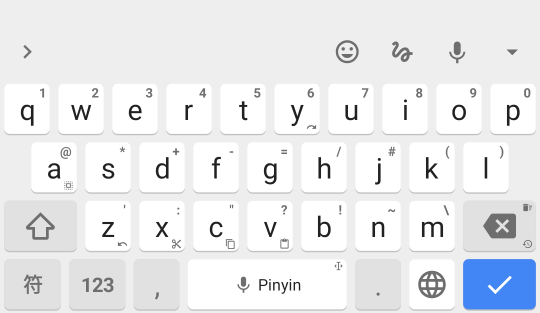 q 1 w 2 e 3 r 4 t 5 y 6 u 7 i 8 o 9 p 0
a @ s * d + f - g = h / j # k ( l )
z ' x : c " v ? b ! n ~ m \
符 123 , Pinyin .